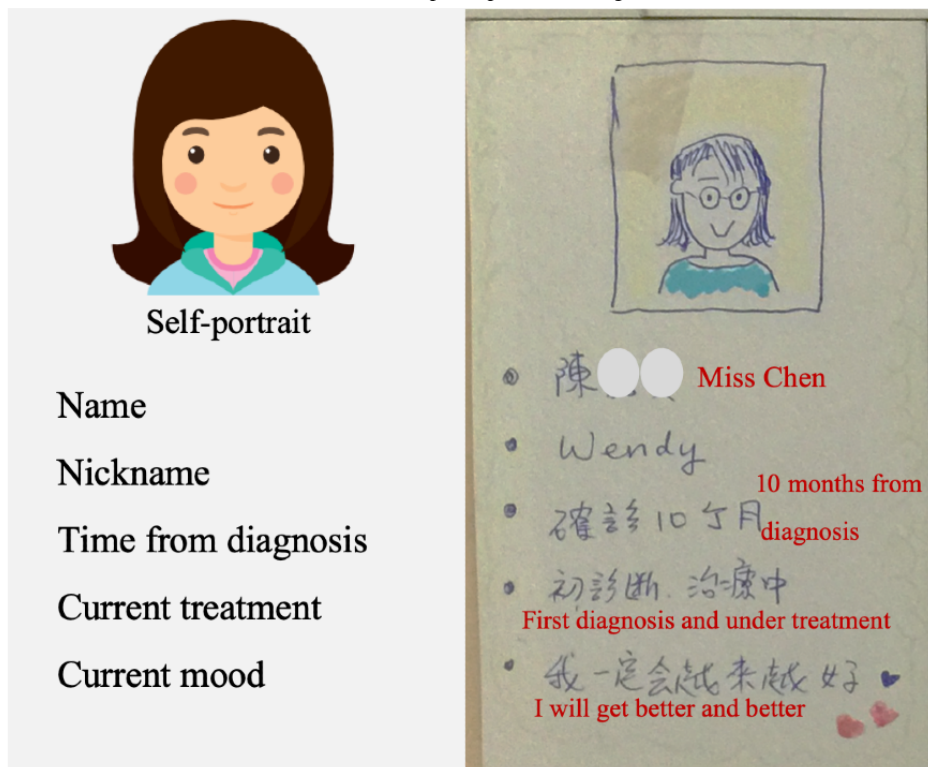 Self-portrait
Name
Nickname
Time from diagnosis
Current treatment
Current mood
陳 Miss Chen
Wendy
確診10个月 10 months from
diagnosis
初診断.治療中
First diagnosis and under treatment
我一定会越来越好
I will get better and better